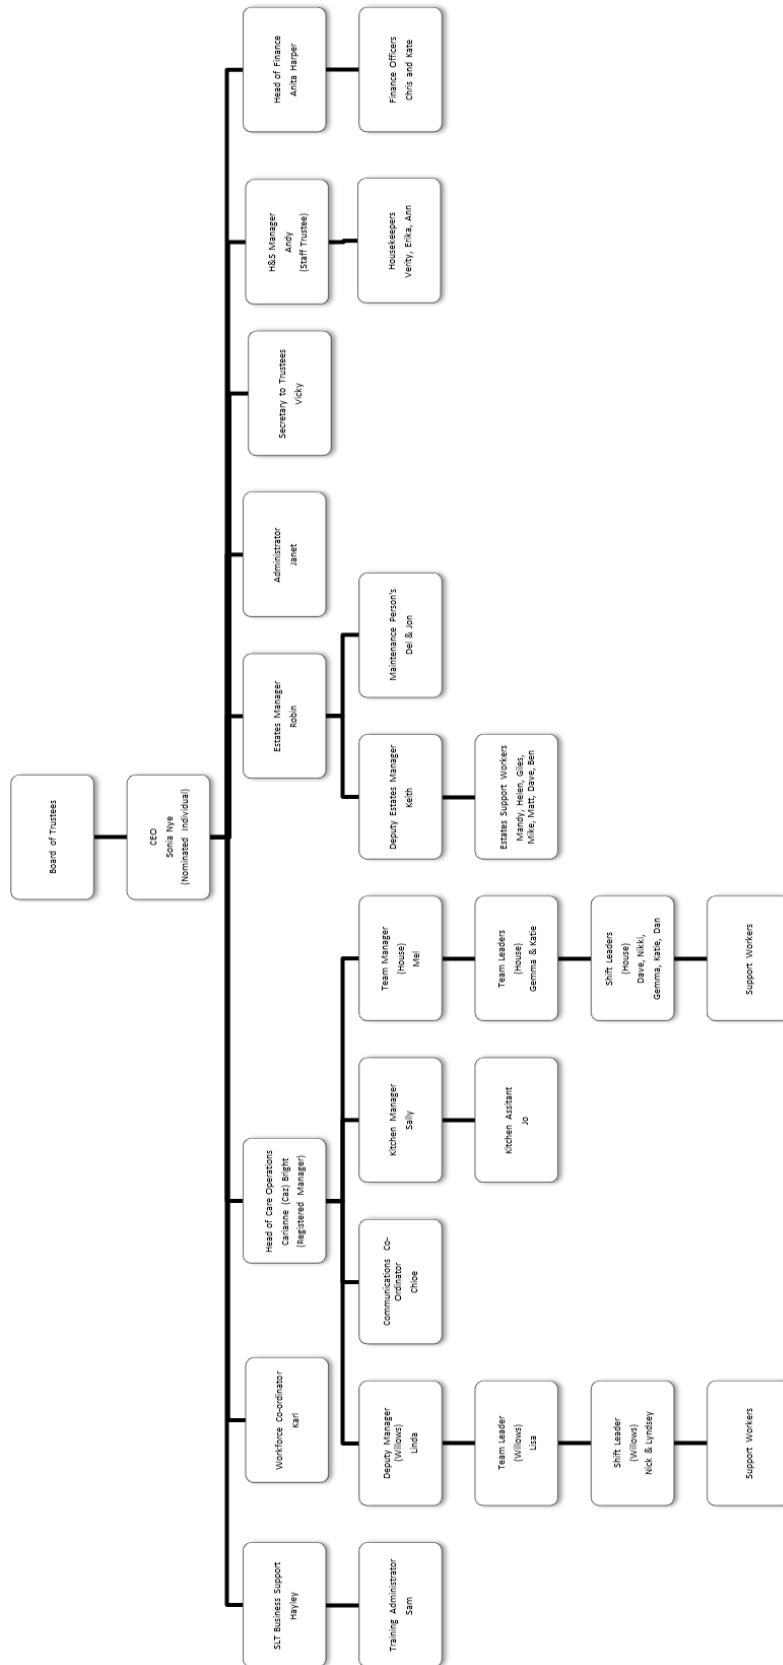 Board of Trustees
CEO
Sonia Nye
(Nominated Individual)
SLT Business Support
Hayley
Workforce Co-ordinator
Karl
Head of Care Operations
Carianne (Caz) Bright
(Registered Manager)
Estates Manager
Robin
Administrator
Janet
Secretary to Trustees
Vicky
H&S Manager
Andy
(Staff Trustee)
Head of Finance
Anita Harper
Training Administrator
Sam
Deputy Manager
(Willows)
Linda
Communications Co-
Ordinator
Chloe
Kitchen Manager
Sally
Team Manager
(House)
Mel
Deputy Estates Manager
Keith
Maintenance Person's
Del & Jon
Housekeepers
Verity, Erika, Ann
Finance Officers
Chris and Kate
Team Leader
(Willows)
Lisa
Kitchen Assitant
Jo
Team Leaders
(House)
Gemma & Katie
Estates Support Workers
Mandy, Helen, Giles,
Mike, Matt, Dave, Ben
Shift Leader
(Willows)
Nick & Lyndsey
Shift Leaders
(House)
Dave, Nikki,
Gemma, Katie, Dan
Support Workers
Support Workers